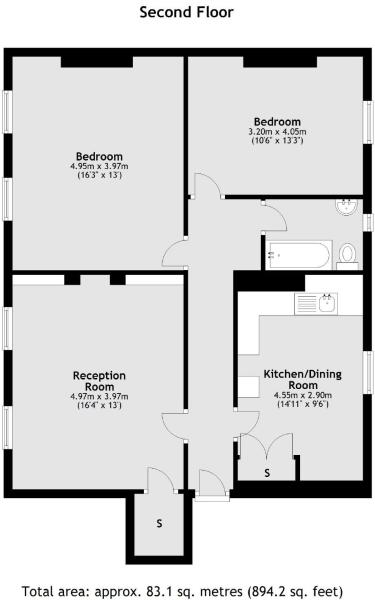 Second Floor
Bedroom
3.20m x 4.05m
(10'6" x 13'3")
Bedroom
4.95m x 3.97m
(16'3" x 13')
Reception
Room
4.97m x 3.97m
(16'4" x 13')
Kitchen/Dining
Room
4.55m x 2.90m
(14'11" x 9'6")
S
S
Total area: approx. 83.1 sq. metres (894.2 sq. feet)